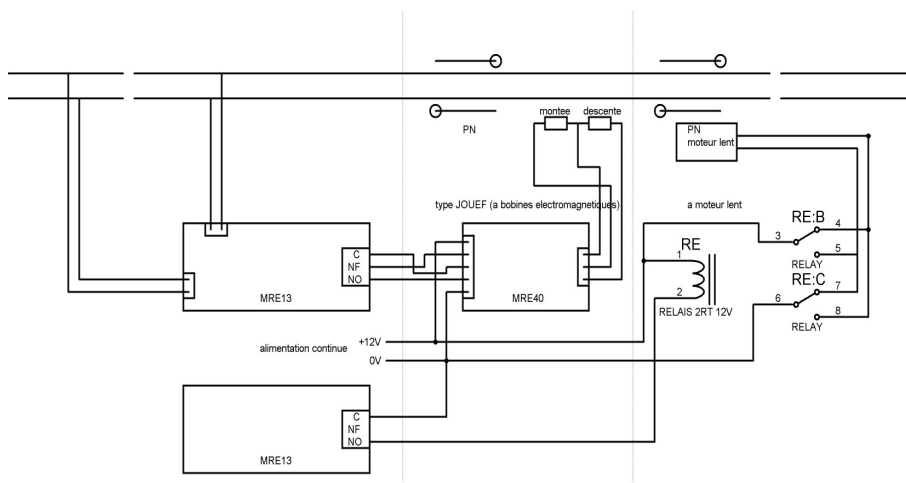 montee descente
PN
PN
moteur lent
type JOUEF (a bobines electromagnetiques)
a moteur lent
RE:B
3
4
5
RELAY
RE
1
2
RELAIS 2RT 12V
RE:C
6
7
8
RELAY
C
NF
NO
MRE13
MRE40
alimentation continue
+12V
0V
C
NF
NO
MRE13